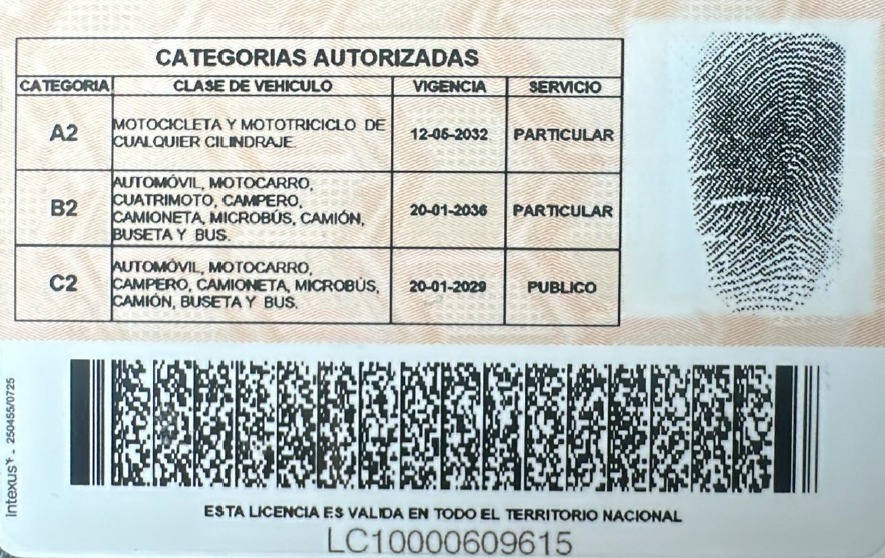 CATEGORIAS AUTORIZADAS
CATEGORIA CLASE DE VEHICULO VIGENCIA SERVICIO
A2 MOTOCICLETA Y MOTOTRICICLO DE CUALQUIER CILINDRAJE. 12-05-2032 PARTICULAR
B2 AUTOMÓVIL, MOTOCARRO, CUATRIMOTO, CAMPERO, CAMIONETA, MICROBÚS, CAMIÓN, BUSETA Y BUS. 20-01-2036 PARTICULAR
C2 AUTOMÓVIL, MOTOCARRO, CAMPERO, CAMIONETA, MICROBÚS, CAMIÓN, BUSETA Y BUS. 20-01-2029 PUBLICO
Intexus - 250455/0725
ESTA LICENCIA ES VALIDA EN TODO EL TERRITORIO NACIONAL
LC10000609615